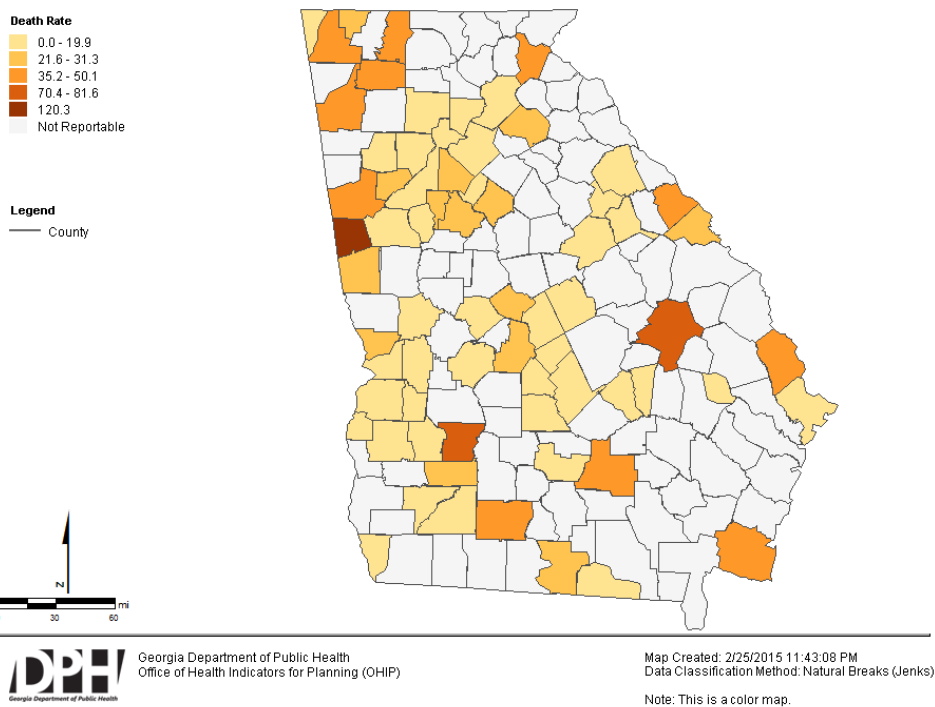 Death Rate
0.0 - 19.9
21.6 - 31.3
35.2 - 50.1
70.4 - 81.6
120.3
Not Reportable
Legend
County
N
mi
30 60
DPH
Georgia Department of Public Health
Georgia Department of Public Health
Office of Health Indicators for Planning (OHIP)
Map Created: 2/25/2015 11:43:08 PM
Data Classification Method: Natural Breaks (Jenks)
Note: This is a color map.